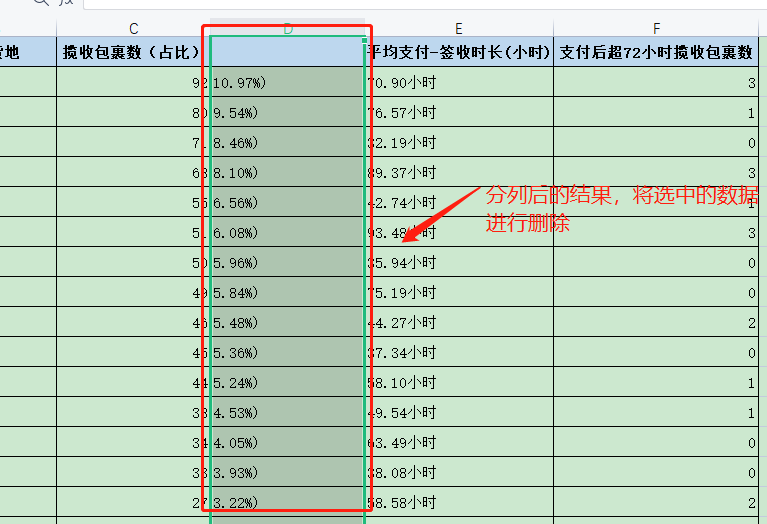 C D E F
地 揽收包裹数（占比） 平均支付-签收时长(小时) 支付后超72小时揽收包裹数
92 10.97%) 70.90小时 3
80 9.54%) 76.57小时 1
71 8.46%) 32.19小时 0
68 8.10%) 89.37小时 3
55 6.56%) 42.74小时 1
51 6.08%) 93.48小时 3
50 5.96%) 35.94小时 0
49 5.84%) 75.19小时 0
46 5.48%) 44.27小时 2
45 5.36%) 37.34小时 0
44 5.24%) 58.10小时 1
38 4.53%) 49.54小时 1
34 4.05%) 63.49小时 0
33 3.93%) 38.08小时 0
27 3.22%) 58.58小时 2
分列后的结果，将选中的数据
进行删除